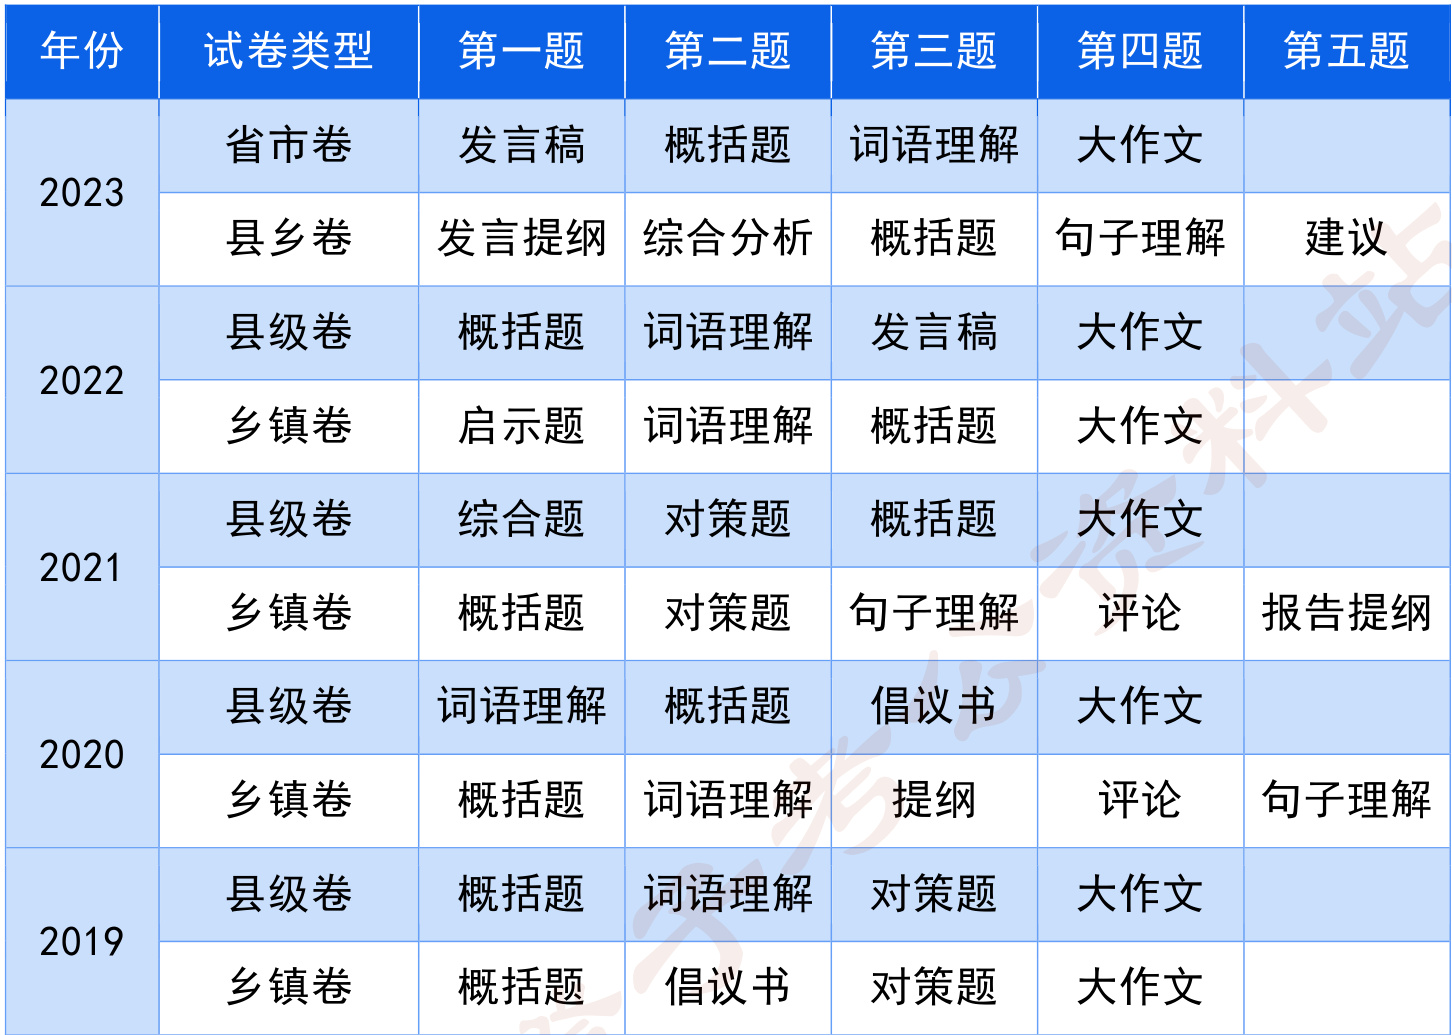 年份 试卷类型 第一题 第二题 第三题 第四题 第五题
2023 省市卷 发言稿 概括题 词语理解 大作文
县乡卷 发言提纲 综合分析 概括题 句子理解 建议
2022 县级卷 概括题 词语理解 发言稿 大作文
乡镇卷 启示题 词语理解 概括题 大作文
2021 县级卷 综合题 对策题 概括题 大作文
乡镇卷 概括题 对策题 句子理解 评论 报告提纲
2020 县级卷 词语理解 概括题 倡议书 大作文
乡镇卷 概括题 词语理解 提纲 评论 句子理解
2019 县级卷 概括题 词语理解 对策题 大作文
乡镇卷 概括题 倡议书 对策题 大作文
子考公资料站